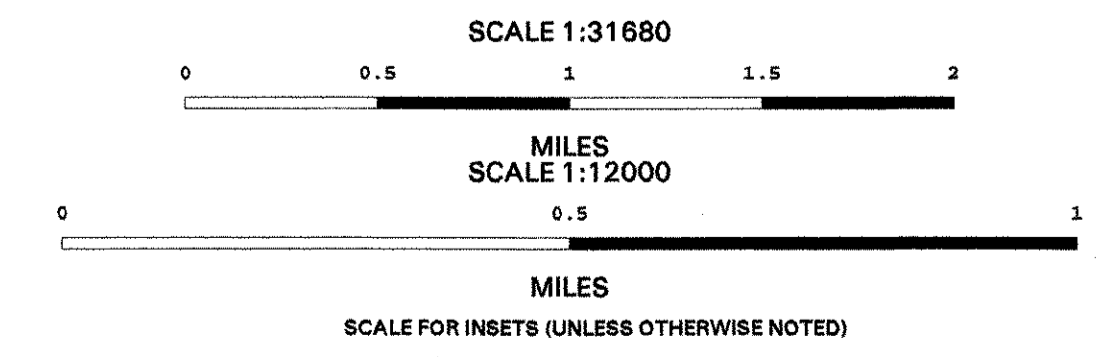 SCALE 1:31680
0 0.5 1 1.5 2
MILES
SCALE 1:12000
0 0.5 1
MILES
SCALE FOR INSETS (UNLESS OTHERWISE NOTED)